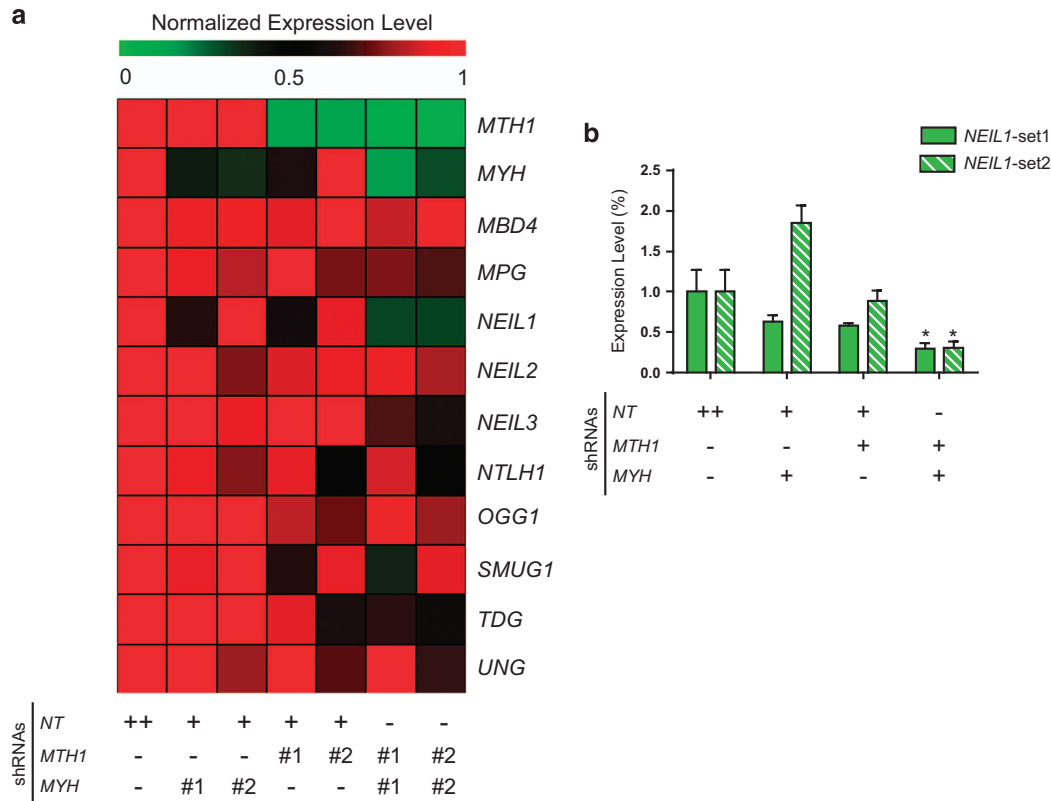 a
Normalized Expression Level
0 0.5 1
MTH1
MYH
MBD4
MPG
NEIL1
NEIL2
NEIL3
NTLH1
OGG1
SMUG1
TDG
UNG
shRNAs
NT ++ + + + + - -
MTH1 - - - #1 #2 #1 #2
MYH - #1 #2 - - #1 #2
b
NEIL1-set1
NEIL1-set2
Expression Level (%)
2.5
2.0
1.5
1.0
0.5
0.0
* *
shRNAs
NT ++ + + -
MTH1 - - + +
MYH - + - +